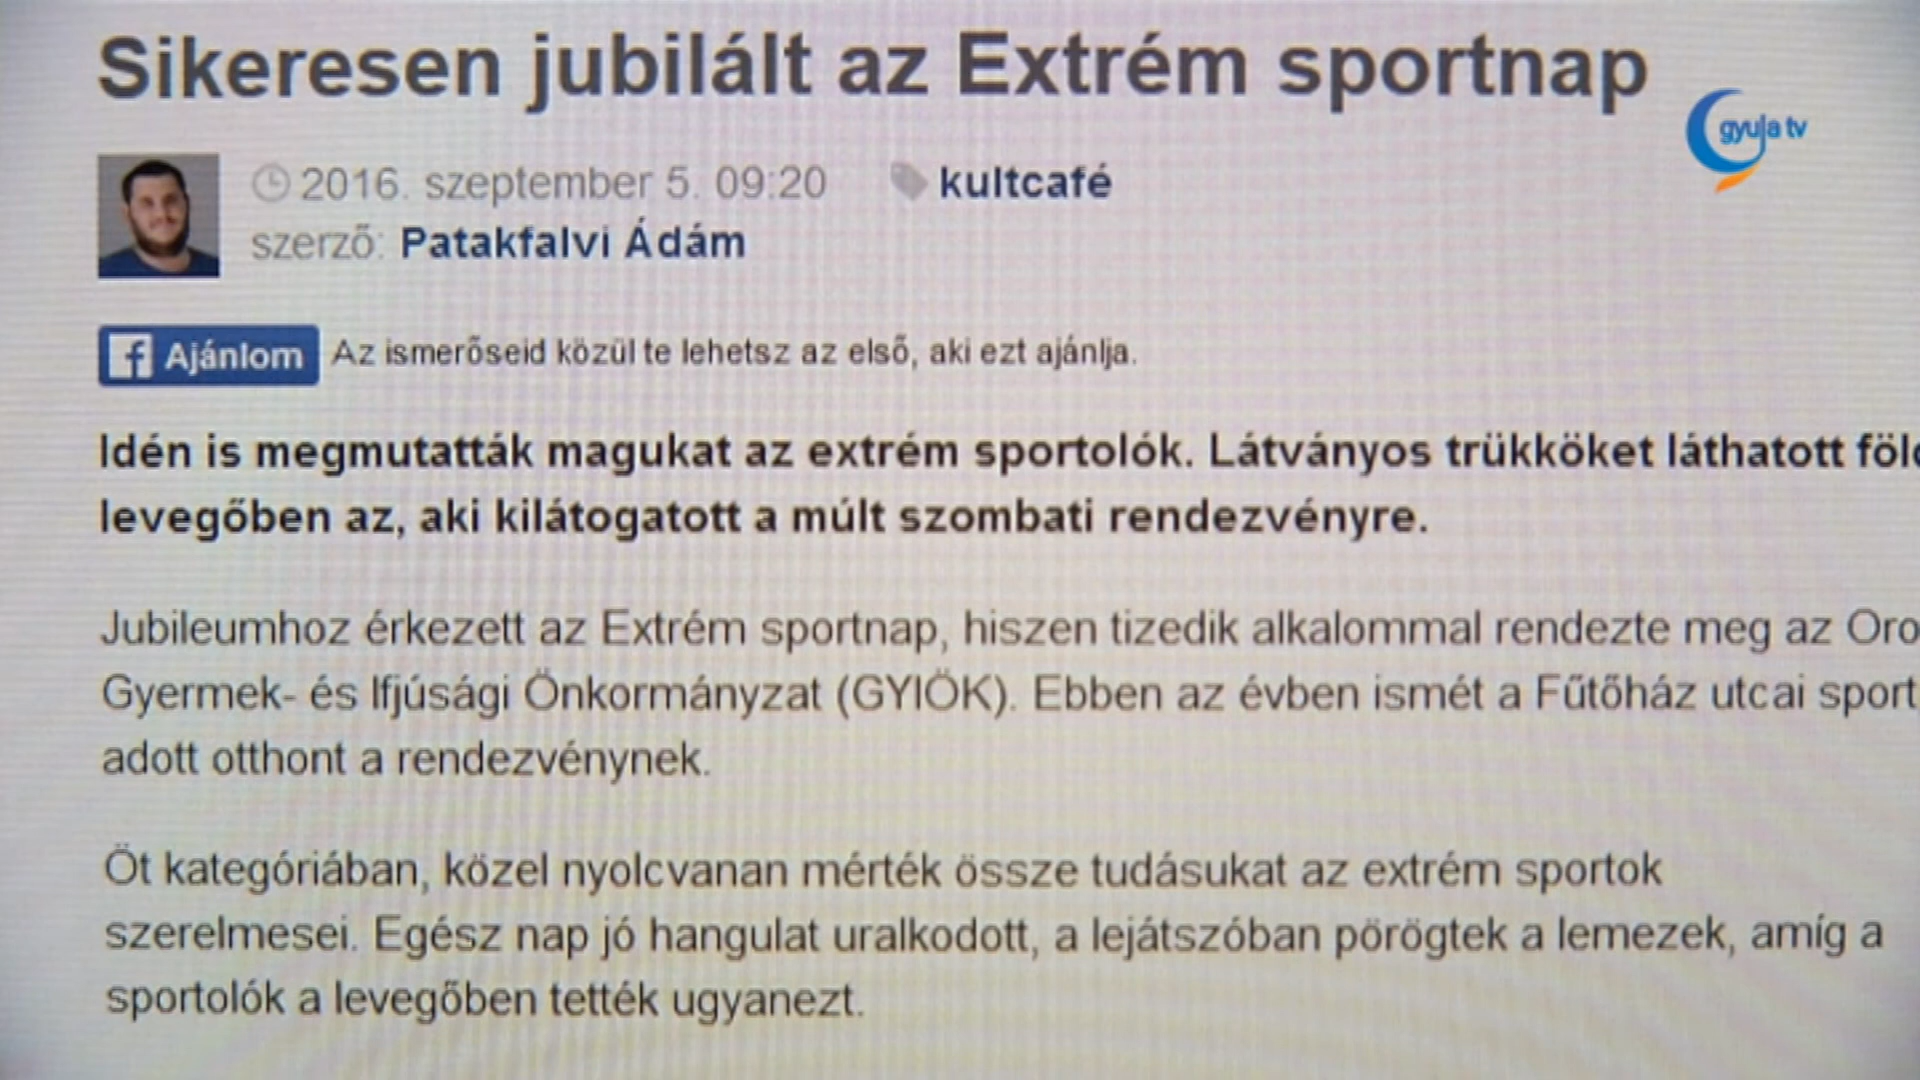 Sikeresen jubilált az Extrém sportnap
gyula tv
2016. szeptember 5. 09:20 kultcafé
szerző: Patakfalvi Ádám
f Ajánlom Az ismerőseid közül te lehetsz az első, aki ezt ajánlja.
Idén is megmutatták magukat az extrém sportolók. Látványos trükköket láthatott
levegőben az, aki kilátogatott a múlt szombati rendezvényre.
Jubileumhoz érkezett az Extrém sportnap, hiszen tizedik alkalommal rendezte meg az Oro
Gyermek- és Ifjúsági Önkormányzat (GYIÖK). Ebben az évben ismét a Fűtőház utcai sport
adott otthont a rendezvénynek.
Öt kategóriában, közel nyolcvanan mérték össze tudásukat az extrém sportok
szerelmesei. Egész nap jó hangulat uralkodott, a lejátszóban pörögtek a lemezek, amíg a
sportolók a levegőben tették ugyanezt.